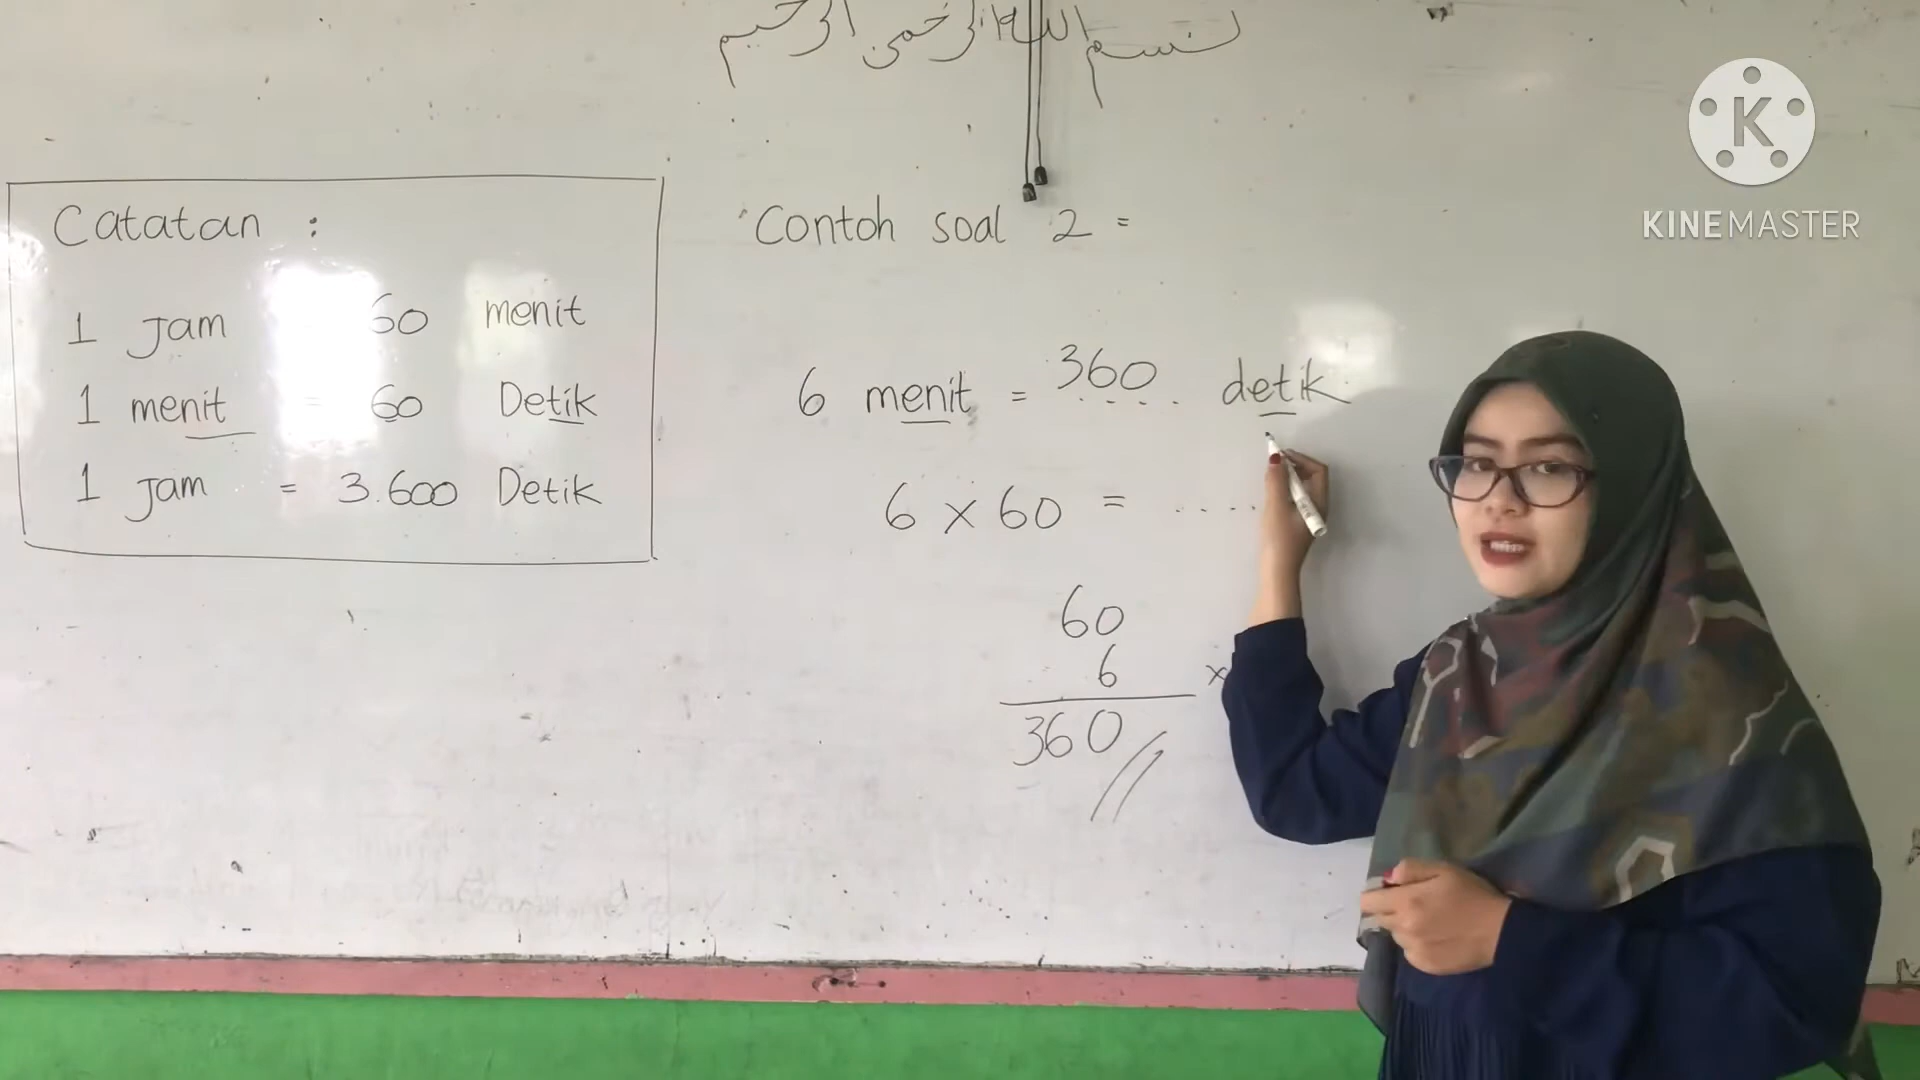 بسم الله الرحمن الرحيم
Catatan :
1 Jam = 60 menit
1 menit = 60 Detik
1 Jam = 3.600 Detik
Contoh soal 2 =
6 menit = 360 detik
6 x 60 = .....
60
6 x
360
K
KINEMASTER